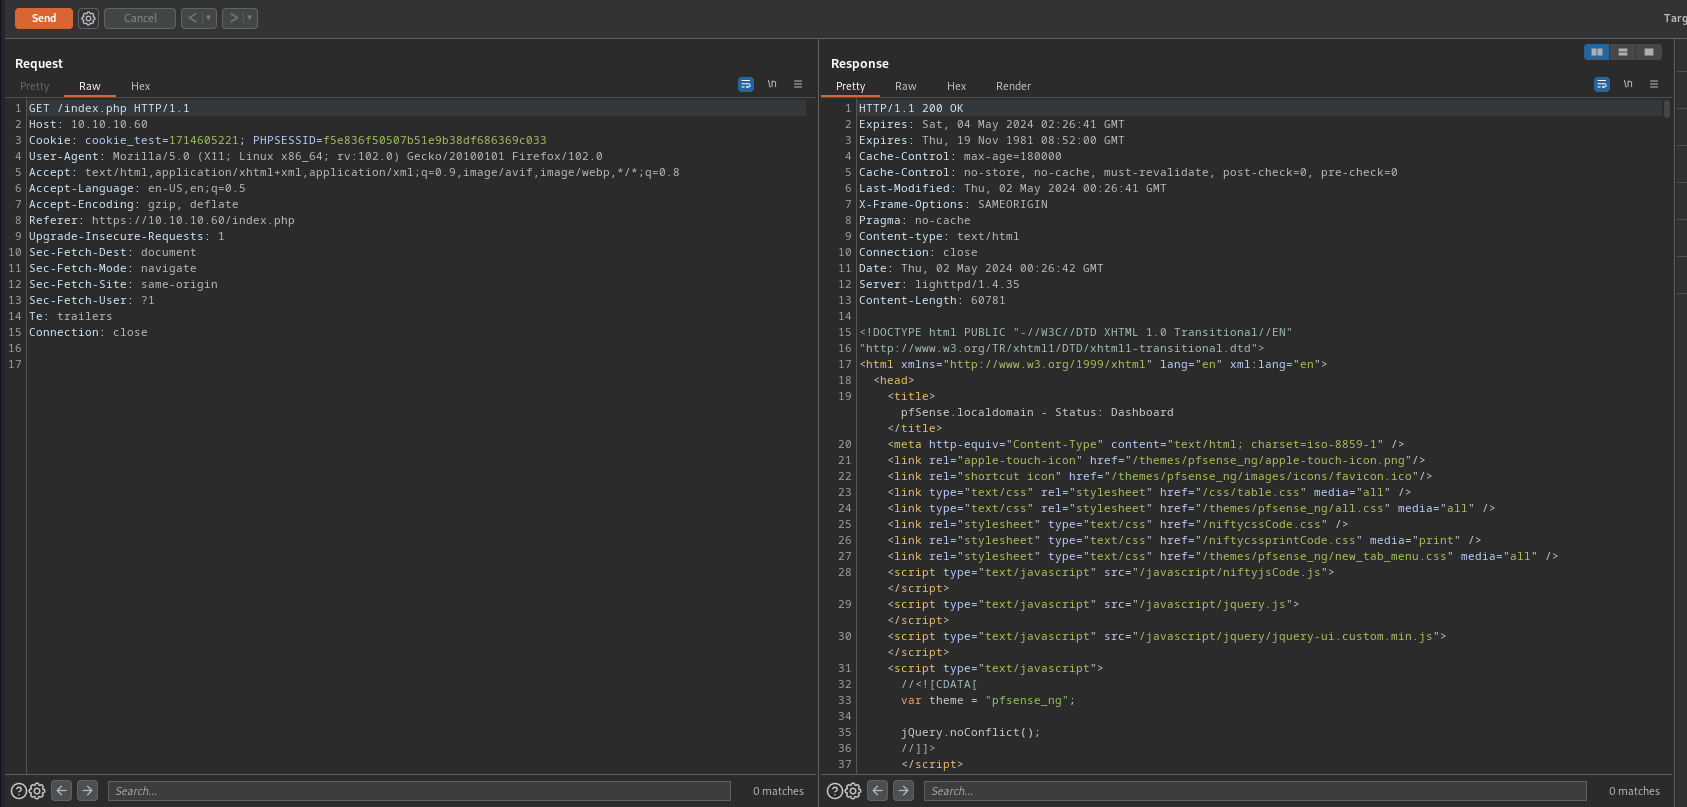 Send
Cancel
Targ
Request
Pretty Raw Hex
\n
1 GET /index.php HTTP/1.1
2 Host: 10.10.10.60
3 Cookie: cookie_test=1714605221; PHPSESSID=f5e836f50507b51e9b38df686369c033
4 User-Agent: Mozilla/5.0 (X11; Linux x86_64; rv:102.0) Gecko/20100101 Firefox/102.0
5 Accept: text/html,application/xhtml+xml,application/xml;q=0.9,image/avif,image/webp,*/*;q=0.8
6 Accept-Language: en-US,en;q=0.5
7 Accept-Encoding: gzip, deflate
8 Referer: https://10.10.10.60/index.php
9 Upgrade-Insecure-Requests: 1
10 Sec-Fetch-Dest: document
11 Sec-Fetch-Mode: navigate
12 Sec-Fetch-Site: same-origin
13 Sec-Fetch-User: ?1
14 Te: trailers
15 Connection: close
16
17
Search...
0 matches
Response
Pretty Raw Hex Render
\n
1 HTTP/1.1 200 OK
2 Expires: Sat, 04 May 2024 02:26:41 GMT
3 Expires: Thu, 19 Nov 1981 08:52:00 GMT
4 Cache-Control: max-age=180000
5 Cache-Control: no-store, no-cache, must-revalidate, post-check=0, pre-check=0
6 Last-Modified: Thu, 02 May 2024 00:26:41 GMT
7 X-Frame-Options: SAMEORIGIN
8 Pragma: no-cache
9 Content-type: text/html
10 Connection: close
11 Date: Thu, 02 May 2024 00:26:42 GMT
12 Server: lighttpd/1.4.35
13 Content-Length: 60781
14
15 <!DOCTYPE html PUBLIC "-//W3C//DTD XHTML 1.0 Transitional//EN"
16 "http://www.w3.org/TR/xhtml1/DTD/xhtml1-transitional.dtd">
17 <html xmlns="http://www.w3.org/1999/xhtml" lang="en" xml:lang="en">
18 <head>
19 <title>
pfSense.localdomain - Status: Dashboard
</title>
20 <meta http-equiv="Content-Type" content="text/html; charset=iso-8859-1" />
21 <link rel="apple-touch-icon" href="/themes/pfsense_ng/apple-touch-icon.png"/>
22 <link rel="shortcut icon" href="/themes/pfsense_ng/images/icons/favicon.ico"/>
23 <link type="text/css" rel="stylesheet" href="/css/table.css" media="all" />
24 <link type="text/css" rel="stylesheet" href="/themes/pfsense_ng/all.css" media="all" />
25 <link rel="stylesheet" type="text/css" href="/niftycssCode.css" />
26 <link rel="stylesheet" type="text/css" href="/niftycssprintCode.css" media="print" />
27 <link rel="stylesheet" type="text/css" href="/themes/pfsense_ng/new_tab_menu.css" media="all" />
28 <script type="text/javascript" src="/javascript/niftyjsCode.js">
</script>
29 <script type="text/javascript" src="/javascript/jquery.js">
</script>
30 <script type="text/javascript" src="/javascript/jquery/jquery-ui.custom.min.js">
</script>
31 <script type="text/javascript">
32 //<![CDATA[
33 var theme = "pfsense_ng";
34
35 jQuery.noConflict();
36 //]]>
37 </script>
Search...
0 matches